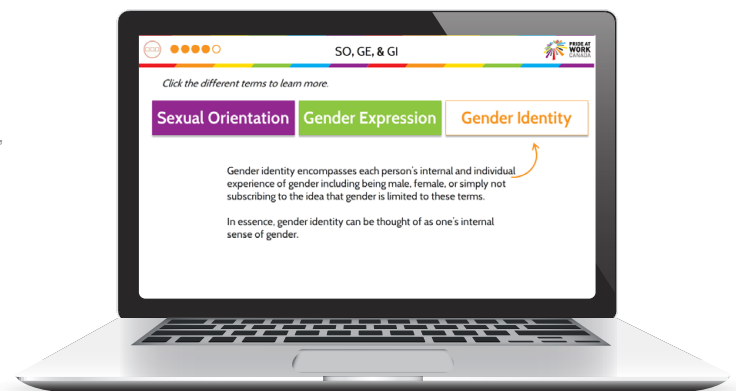 SO, GE, & GI
PRIDE AT
WORK
CANADA
Click the different terms to learn more.
Sexual Orientation
Gender Expression
Gender Identity
Gender identity encompasses each person's internal and individual
experience of gender including being male, female, or simply not
subscribing to the idea that gender is limited to these terms.
In essence, gender identity can be thought of as one's internal
sense of gender.